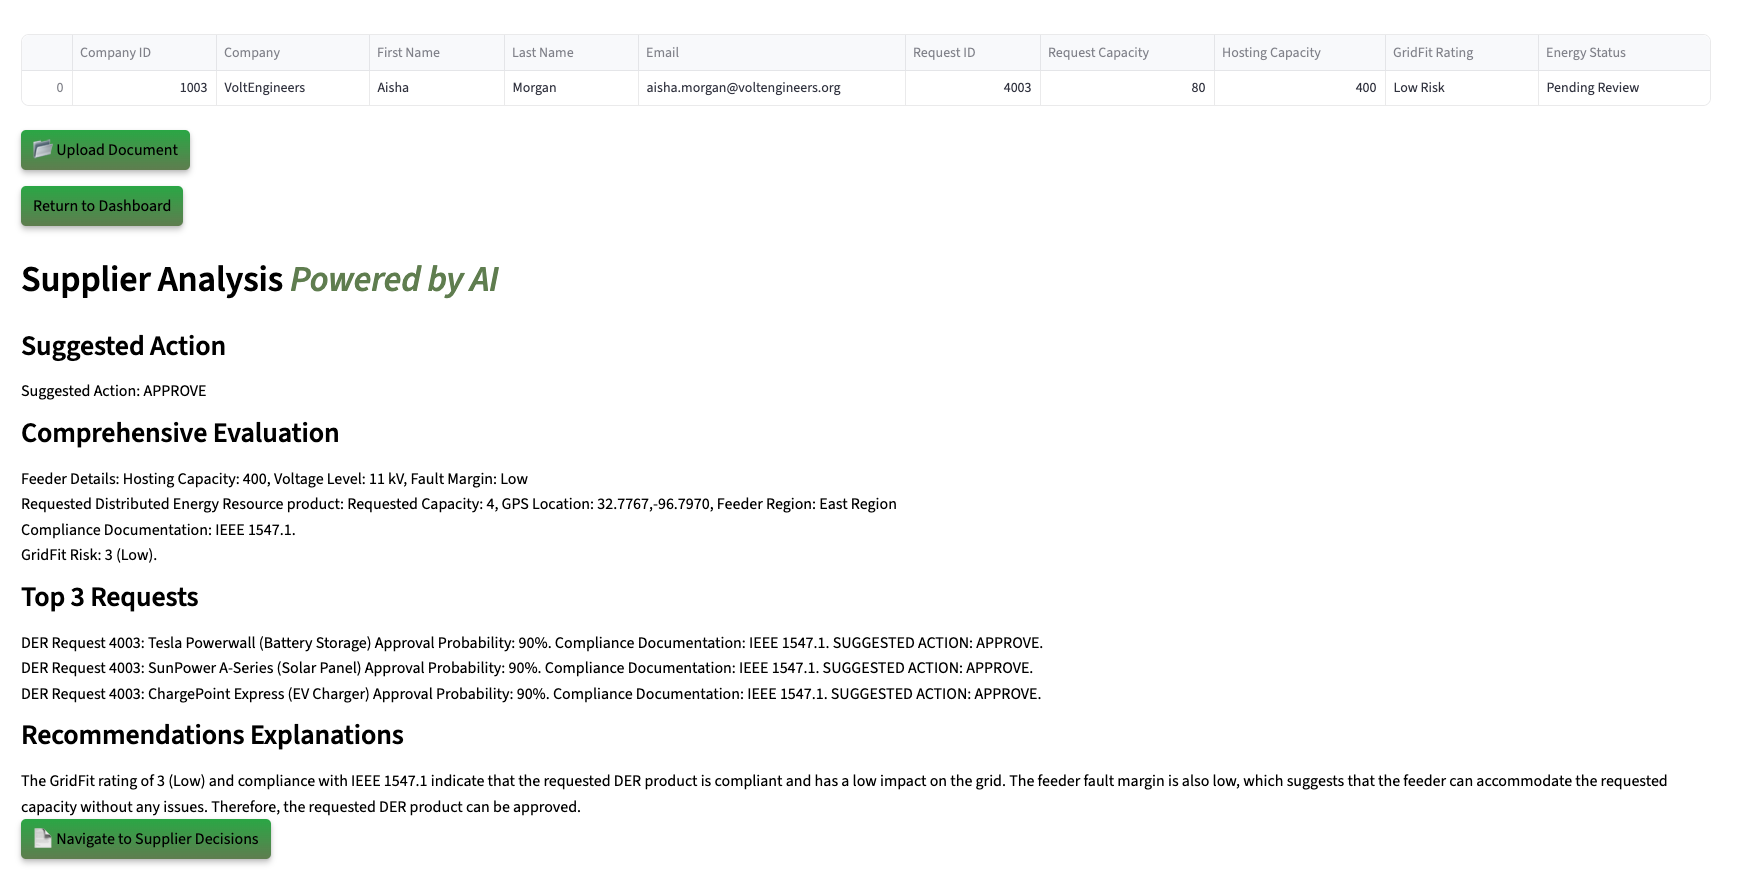 Company ID Company First Name Last Name Email Request ID Request Capacity Hosting Capacity GridFit Rating Energy Status
0 1003 VoltEngineers Aisha Morgan aisha.morgan@voltengineers.org 4003 80 400 Low Risk Pending Review
Upload Document
Return to Dashboard
Supplier Analysis Powered by AI
Suggested Action
Suggested Action: APPROVE
Comprehensive Evaluation
Feeder Details: Hosting Capacity: 400, Voltage Level: 11 kV, Fault Margin: Low
Requested Distributed Energy Resource product: Requested Capacity: 4, GPS Location: 32.7767,-96.7970, Feeder Region: East Region
Compliance Documentation: IEEE 1547.1.
GridFit Risk: 3 (Low).
Top 3 Requests
DER Request 4003: Tesla Powerwall (Battery Storage) Approval Probability: 90%. Compliance Documentation: IEEE 1547.1. SUGGESTED ACTION: APPROVE.
DER Request 4003: SunPower A-Series (Solar Panel) Approval Probability: 90%. Compliance Documentation: IEEE 1547.1. SUGGESTED ACTION: APPROVE.
DER Request 4003: ChargePoint Express (EV Charger) Approval Probability: 90%. Compliance Documentation: IEEE 1547.1. SUGGESTED ACTION: APPROVE.
Recommendations Explanations
The GridFit rating of 3 (Low) and compliance with IEEE 1547.1 indicate that the requested DER product is compliant and has a low impact on the grid. The feeder fault margin is also low, which suggests that the feeder can accommodate the requested
capacity without any issues. Therefore, the requested DER product can be approved.
Navigate to Supplier Decisions